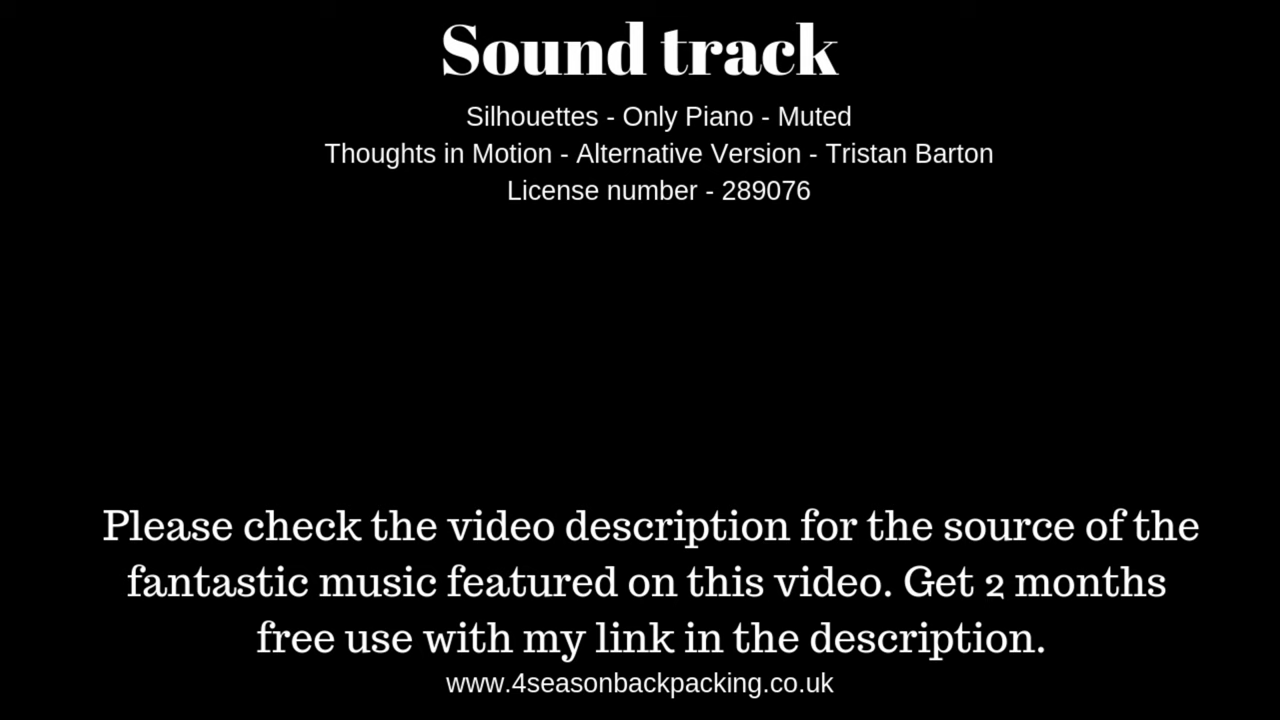 Sound track
Silhouettes - Only Piano - Muted
Thoughts in Motion - Alternative Version - Tristan Barton
License number - 289076
Please check the video description for the source of the
fantastic music featured on this video. Get 2 months
free use with my link in the description.
www.4seasonbackpacking.co.uk